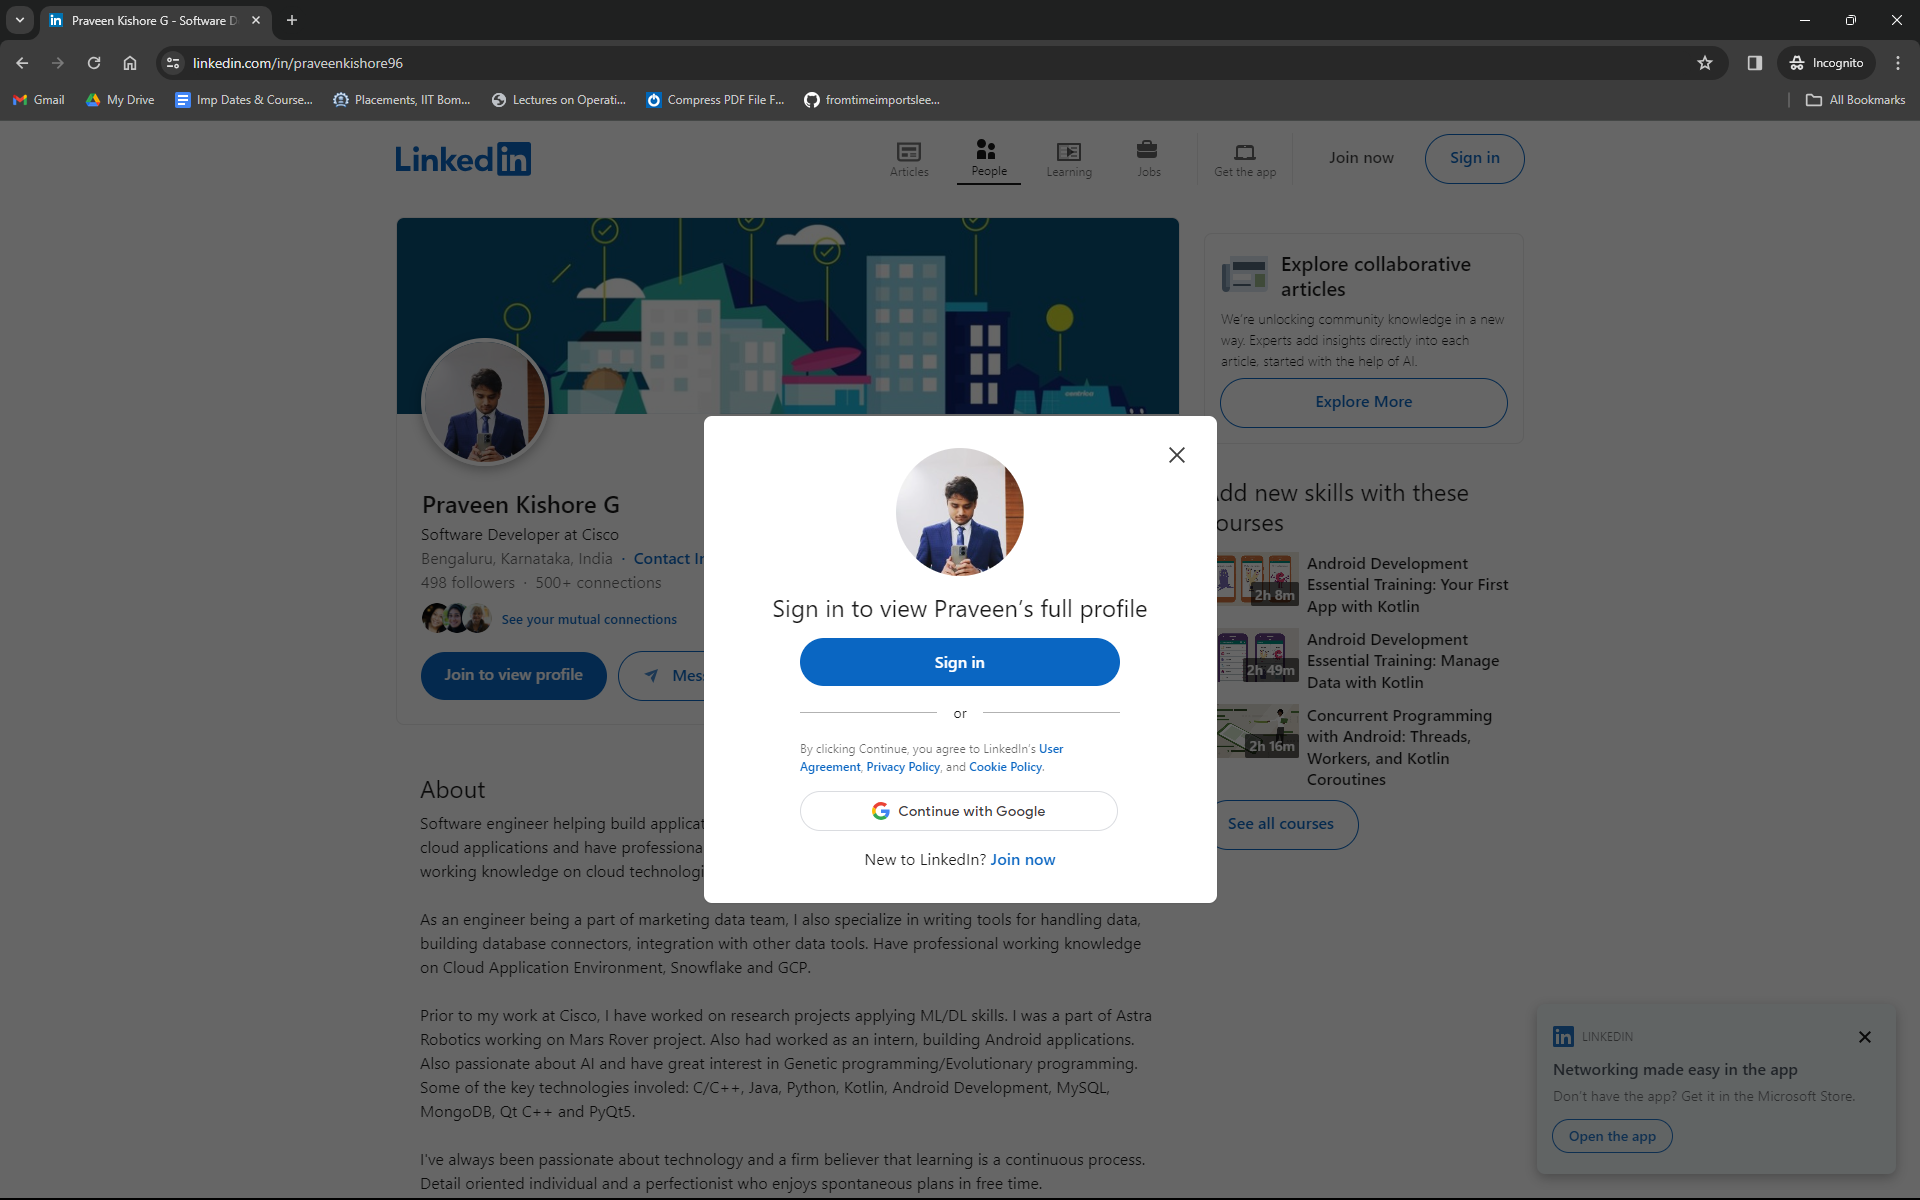 Praveen Kishore G - Software D
linkedin.com/in/praveenkishore96
Incognito
Gmail
My Drive
Imp Dates & Course...
Placements, IIT Bom...
Lectures on Operati...
Compress PDF File F...
fromtimeimportslee...
All Bookmarks
Linked in
Articles
People
Learning
Jobs
Get the app
Join now
Sign in
Praveen Kishore G
Software Developer at Cisco
Bengaluru, Karnataka, India · Contact In
498 followers · 500+ connections
See your mutual connections
Join to view profile
Mess
About
Software engineer helping build applicat
cloud applications and have professiona
working knowledge on cloud technologi
As an engineer being a part of marketing data team, I also specialize in writing tools for handling data,
building database connectors, integration with other data tools. Have professional working knowledge
on Cloud Application Environment, Snowflake and GCP.
Prior to my work at Cisco, I have worked on research projects applying ML/DL skills. I was a part of Astra
Robotics working on Mars Rover project. Also had worked as an intern, building Android applications.
Also passionate about AI and have great interest in Genetic programming/Evolutionary programming.
Some of the key technologies involed: C/C++, Java, Python, Kotlin, Android Development, MySQL,
MongoDB, Qt C++ and PyQt5.
I've always been passionate about technology and a firm believer that learning is a continuous process.
Detail oriented individual and a perfectionist who enjoys spontaneous plans in free time.
Sign in to view Praveen's full profile
Sign in
or
By clicking Continue, you agree to LinkedIn's User
Agreement, Privacy Policy, and Cookie Policy.
Continue with Google
New to LinkedIn? Join now
Explore collaborative
articles
We're unlocking community knowledge in a new
way. Experts add insights directly into each
article, started with the help of AI.
Explore More
dd new skills with these
ourses
2h 8m
Android Development
Essential Training: Your First
App with Kotlin
2h 49m
Android Development
Essential Training: Manage
Data with Kotlin
2h 16m
Concurrent Programming
with Android: Threads,
Workers, and Kotlin
Coroutines
See all courses
in LINKEDIN
Networking made easy in the app
Don't have the app? Get it in the Microsoft Store.
Open the app